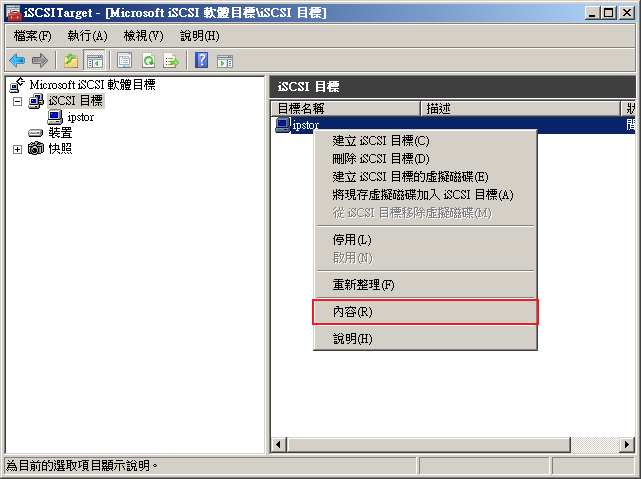 iSCSITarget - [Microsoft iSCSI 軟體目標\iSCSI 目標]
檔案(F) 執行(A) 檢視(V) 說明(H)
Microsoft iSCSI 軟體目標
iSCSI 目標
ipstor
裝置
快照
iSCSI 目標
目標名稱 描述
ipstor
建立 iSCSI 目標(C)
刪除 iSCSI 目標(D)
建立 iSCSI 目標的虛擬磁碟(E)
將現存虛擬磁碟加入 iSCSI 目標(A)
從 iSCSI 目標移除虛擬磁碟(M)
停用(L)
啟用(N)
重新整理(F)
內容(R)
說明(H)
為目前的選取項目顯示說明。